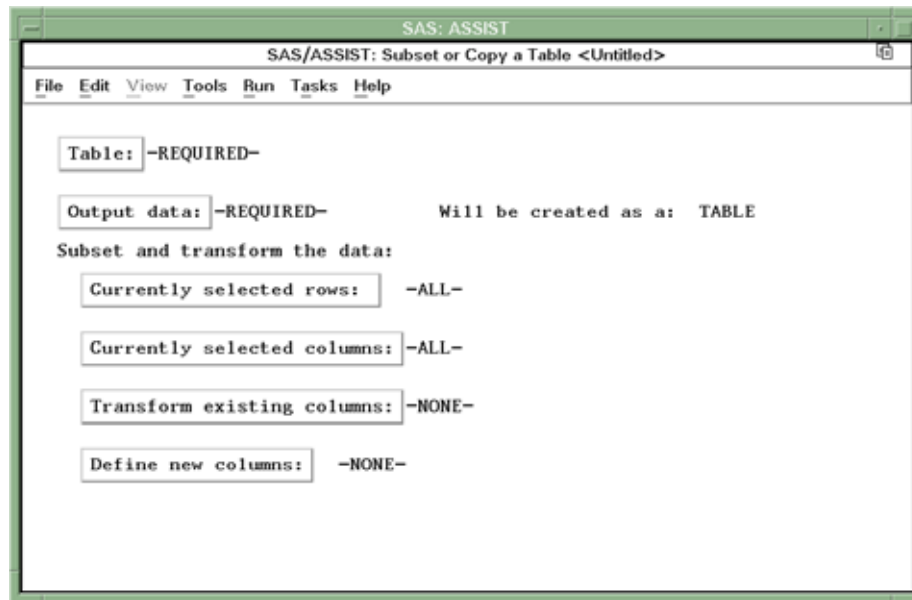 SAS: ASSIST
SAS/ASSIST: Subset or Copy a Table <Untitled>
File Edit View Tools Run Tasks Help
Table: -REQUIRED-
Output data: -REQUIRED- Will be created as a: TABLE
Subset and transform the data:
Currently selected rows: -ALL-
Currently selected columns: -ALL-
Transform existing columns: -NONE-
Define new columns: -NONE-